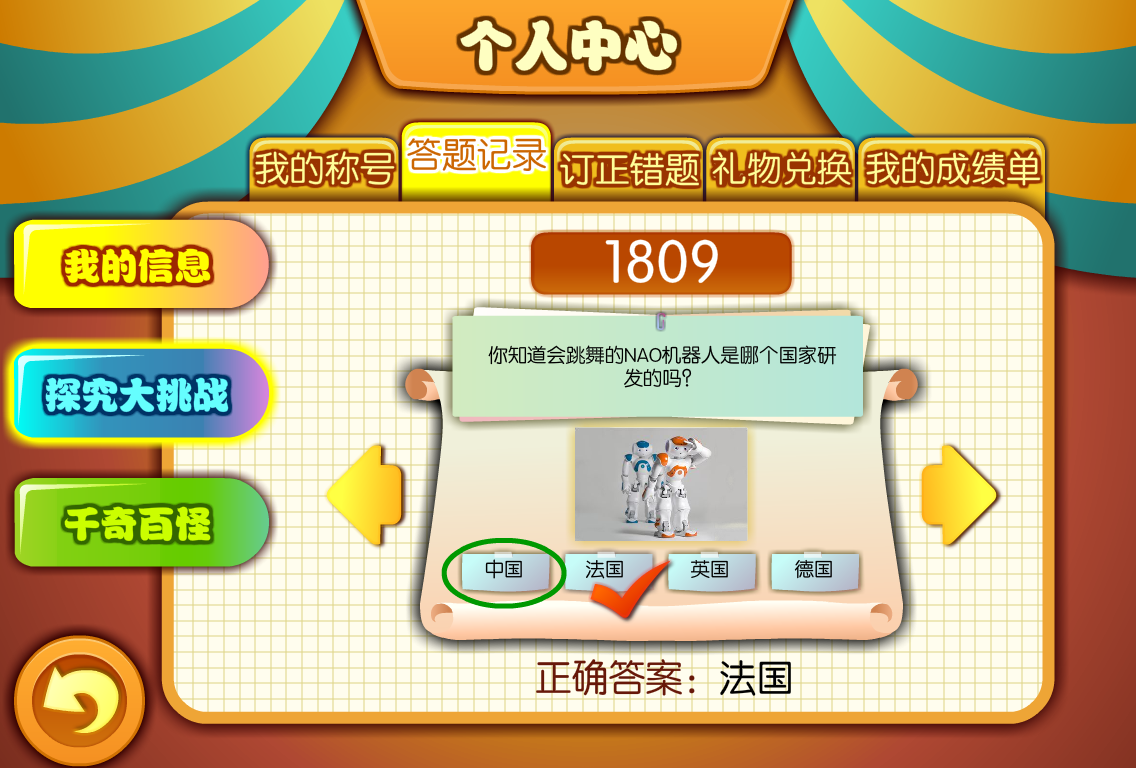 个人中心
我的称号
答题记录
订正错题
礼物兑换
我的成绩单
我的信息
探究大挑战
千奇百怪
1809
你知道会跳舞的NAO机器人是哪个国家研
发的吗？
中国
法国
英国
德国
正确答案：法国